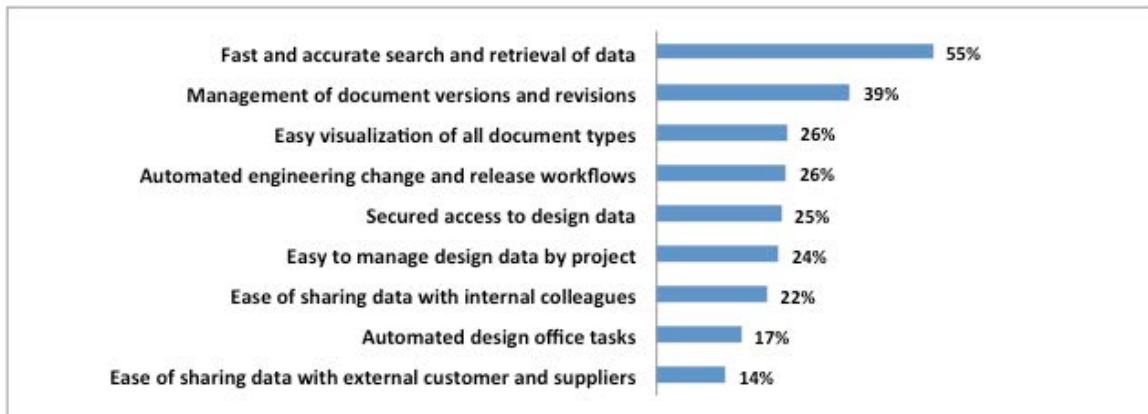 Fast and accurate search and retrieval of data 55%
Management of document versions and revisions 39%
Easy visualization of all document types 26%
Automated engineering change and release workflows 26%
Secured access to design data 25%
Easy to manage design data by project 24%
Ease of sharing data with internal colleagues 22%
Automated design office tasks 17%
Ease of sharing data with external customer and suppliers 14%